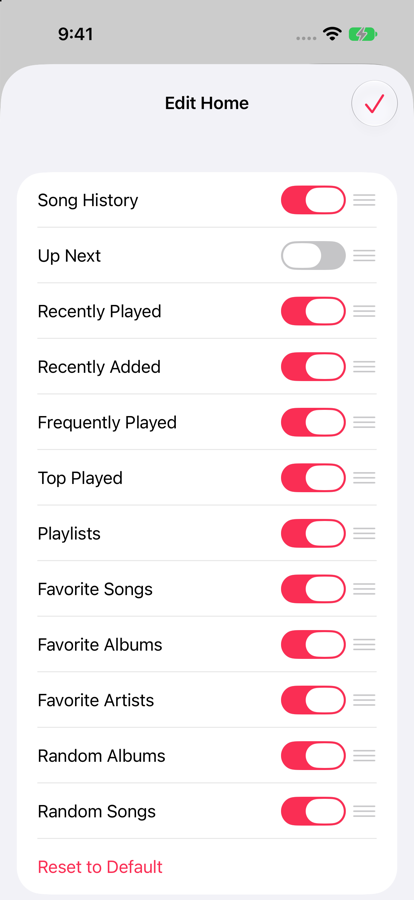 9:41
Edit Home
Song History
Up Next
Recently Played
Recently Added
Frequently Played
Top Played
Playlists
Favorite Songs
Favorite Albums
Favorite Artists
Random Albums
Random Songs
Reset to Default